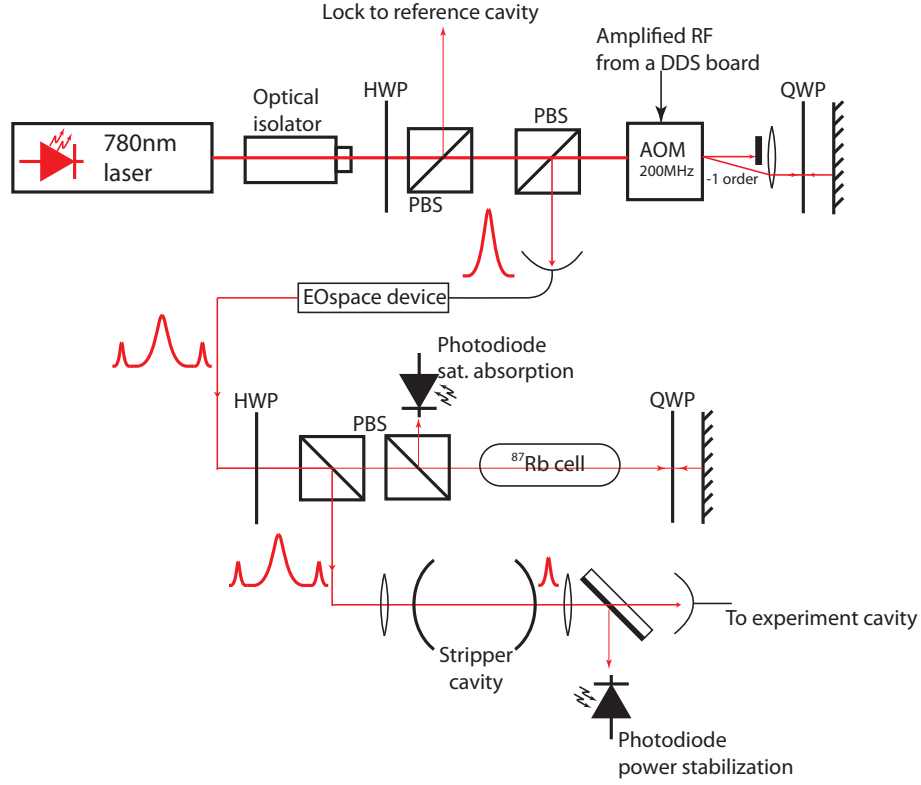 Lock to reference cavity
Amplified RF
from a DDS board
HWP
Optical
isolator
PBS
QWP
780nm
laser
AOM
200MHz
-1 order
PBS
EOspace device
Photodiode
sat. absorption
HWP
PBS
QWP
⁸⁷Rb cell
Stripper
cavity
To experiment cavity
Photodiode
power stabilization